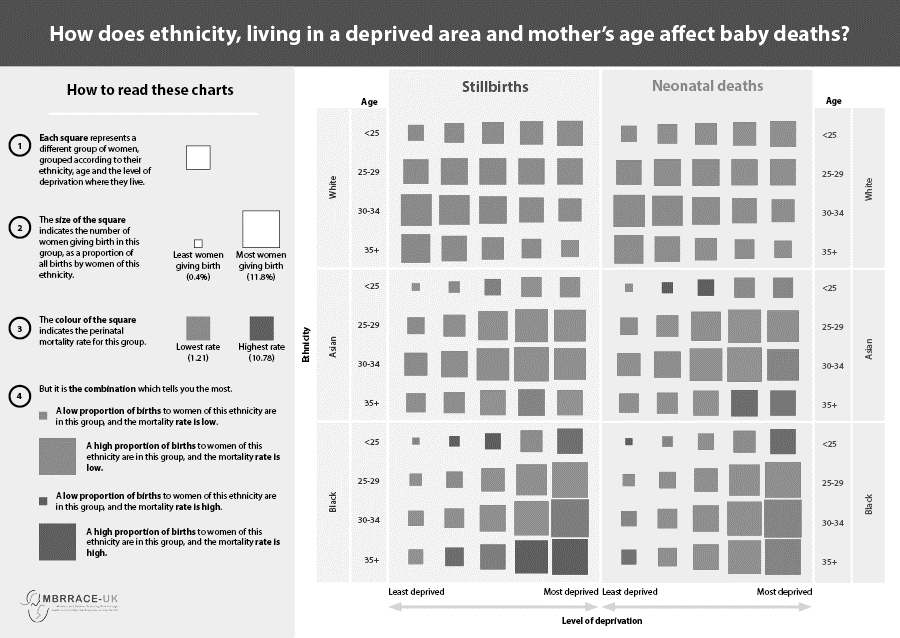 How does ethnicity, living in a deprived area and mother's age affect baby deaths?
How to read these charts
1
Each square represents a
different group of women,
grouped according to their
ethnicity, age and the level of
deprivation where they live.
2
The size of the square
indicates the number of
women giving birth in this
group, as a proportion of
all births by women of this
ethnicity.
Least women
giving birth
(0.4%)
Most women
giving birth
(11.8%)
3
The colour of the square
indicates the perinatal
mortality rate for this group.
Lowest rate
(1.21)
Highest rate
(10.78)
4
But it is the combination which tells you the most.
A low proportion of births to women of this ethnicity are
in this group, and the mortality rate is low.
A high proportion of births to women of this
ethnicity are in this group, and the mortality rate is
low.
A low proportion of births to women of this ethnicity are
in this group, and the mortality rate is high.
A high proportion of births to women of this
ethnicity are in this group, and the mortality rate is
high.
MBRRACE-UK
Stillbirths
Neonatal deaths
Age
Age
Ethnicity
White
<25
25-29
30-34
35+
<25
25-29
30-34
35+
White
Asian
<25
25-29
30-34
35+
<25
25-29
30-34
35+
Asian
Black
<25
25-29
30-34
35+
<25
25-29
30-34
35+
Black
Least deprived
Most deprived
Least deprived
Most deprived
Level of deprivation